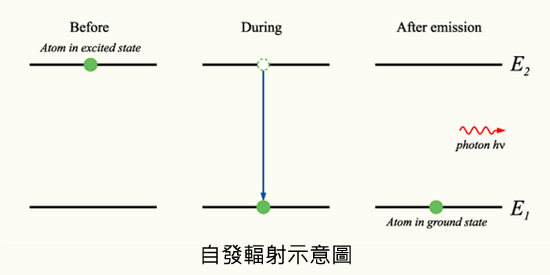 Before
During
After emission
Atom in excited state
E2
photon hν
E1
Atom in ground state
自發輻射示意圖